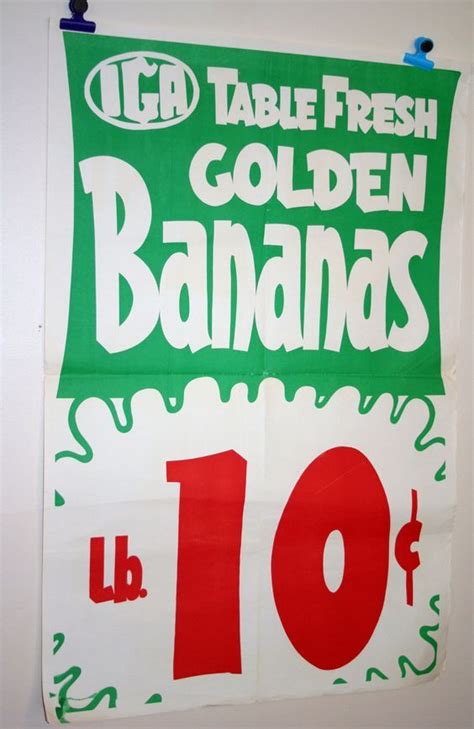 IGA TABLE FRESH
GOLDEN
Bananas
Lb. 10¢